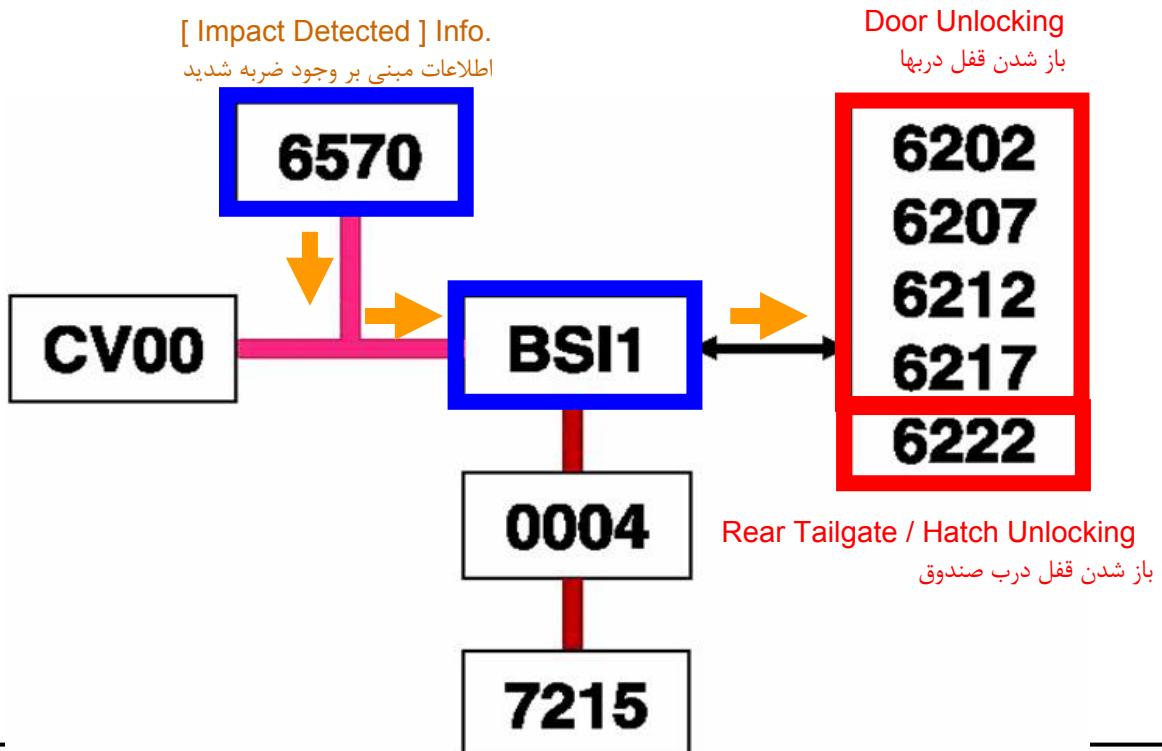 [ Impact Detected ] Info.
اطلاعات مبنی بر وجود ضربه شدید
Door Unlocking
باز شدن قفل دربها
6570
6202
6207
6212
6217
6222
CV00
BSI1
0004
Rear Tailgate / Hatch Unlocking
باز شدن قفل درب صندوق
7215